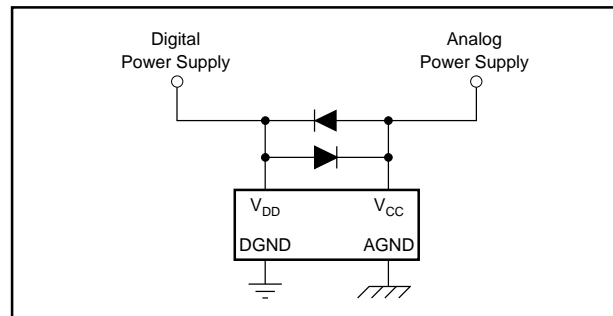 Digital
Power Supply
Analog
Power Supply
VDD
VCC
DGND
AGND